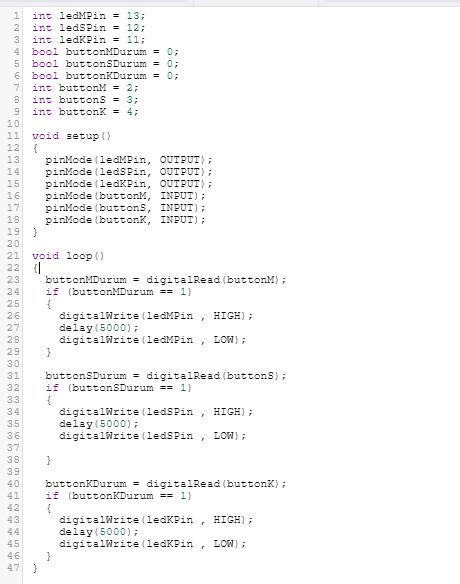 1 int ledMPin = 13;
2 int ledSPin = 12;
3 int ledKPin = 11;
4 bool buttonMDurum = 0;
5 bool buttonSDurum = 0;
6 bool buttonKDurum = 0;
7 int buttonM = 2;
8 int buttonS = 3;
9 int buttonK = 4;
10
11 void setup()
12 {
13   pinMode(ledMPin, OUTPUT);
14   pinMode(ledSPin, OUTPUT);
15   pinMode(ledKPin, OUTPUT);
16   pinMode(buttonM, INPUT);
17   pinMode(buttonS, INPUT);
18   pinMode(buttonK, INPUT);
19 }
20
21 void loop()
22 {
23   buttonMDurum = digitalRead(buttonM);
24   if (buttonMDurum == 1)
25   {
26     digitalWrite(ledMPin , HIGH);
27     delay(5000);
28     digitalWrite(ledMPin , LOW);
29   }
30
31   buttonSDurum = digitalRead(buttonS);
32   if (buttonSDurum == 1)
33   {
34     digitalWrite(ledSPin , HIGH);
35     delay(5000);
36     digitalWrite(ledSPin , LOW);
37
38   }
39
40   buttonKDurum = digitalRead(buttonK);
41   if (buttonKDurum == 1)
42   {
43     digitalWrite(ledKPin , HIGH);
44     delay(5000);
45     digitalWrite(ledKPin , LOW);
46   }
47 }